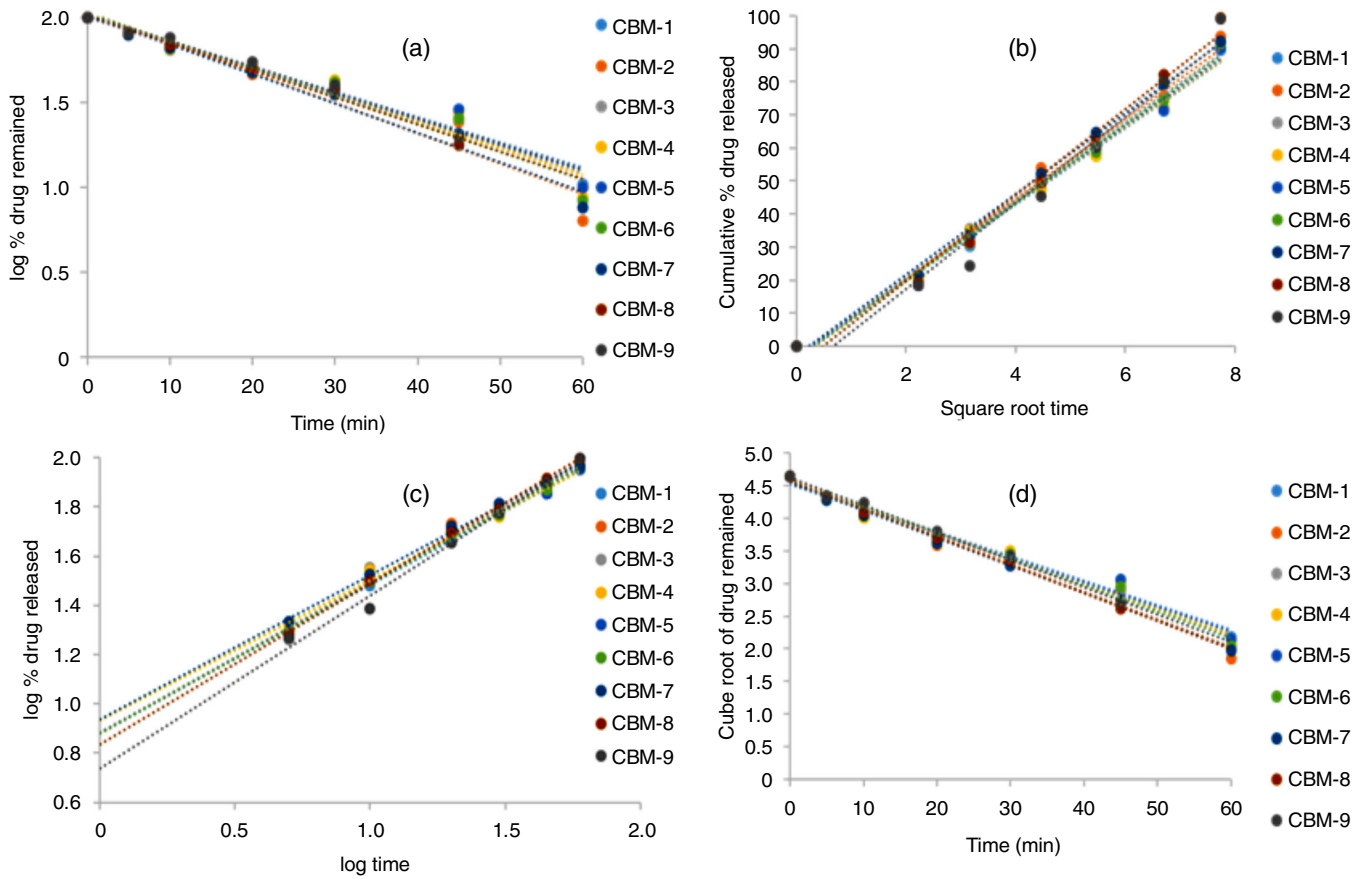 (a)
log % drug remained
2.0
1.5
1.0
0.5
0
0 10 20 30 40 50 60
Time (min)
CBM-1
CBM-2
CBM-3
CBM-4
CBM-5
CBM-6
CBM-7
CBM-8
CBM-9
(b)
Cumulative % drug released
100
90
80
70
60
50
40
30
20
10
0
0 2 4 6 8
Square root time
CBM-1
CBM-2
CBM-3
CBM-4
CBM-5
CBM-6
CBM-7
CBM-8
CBM-9
(c)
log % drug released
2.0
1.8
1.6
1.4
1.2
1.0
0.8
0.6
0 0.5 1.0 1.5 2.0
log time
CBM-1
CBM-2
CBM-3
CBM-4
CBM-5
CBM-6
CBM-7
CBM-8
CBM-9
(d)
Cube root of drug remained
5.0
4.5
4.0
3.5
3.0
2.5
2.0
1.5
1.0
0.5
0
0 10 20 30 40 50 60
Time (min)
CBM-1
CBM-2
CBM-3
CBM-4
CBM-5
CBM-6
CBM-7
CBM-8
CBM-9